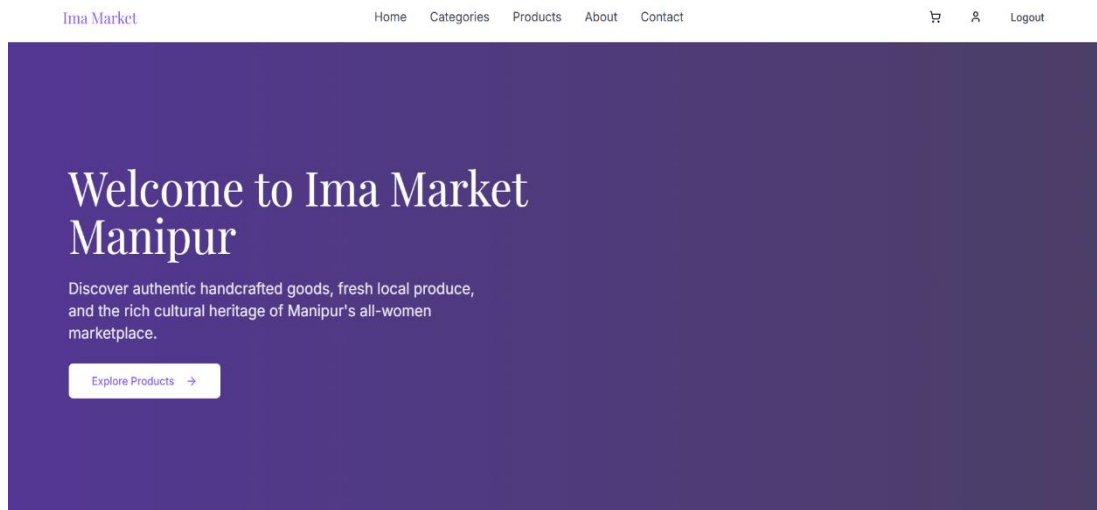 Ima Market
Home Categories Products About Contact
Logout
Welcome to Ima Market
Manipur
Discover authentic handcrafted goods, fresh local produce,
and the rich cultural heritage of Manipur's all-women
marketplace.
Explore Products →